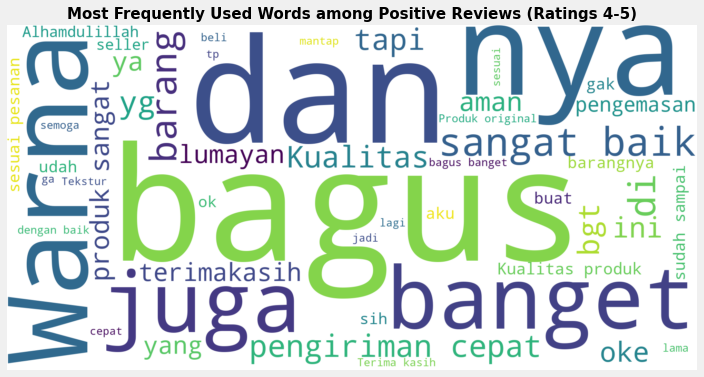 Most Frequently Used Words among Positive Reviews (Ratings 4-5)
Alhamdulillah
seller
ya
yg
barang
beli
tp
dan
mantap
tapi
nya
sesuai
gak
aman
pengemasan
Produk original
sangat baik
sesuai pesanan
Warna
semoga
udah
ga
Tekstur
dengan baik
produk sangat
lumayan
Kualitas
bagus banget
barangnya
bagus
ok
aku
lagi
jadi
buat
bgt
di
ini
sudah sampai
terimakasih
Kualitas produk
juga
banget
cepat
sih
yang
pengiriman cepat
Terima kasih
oke
lama